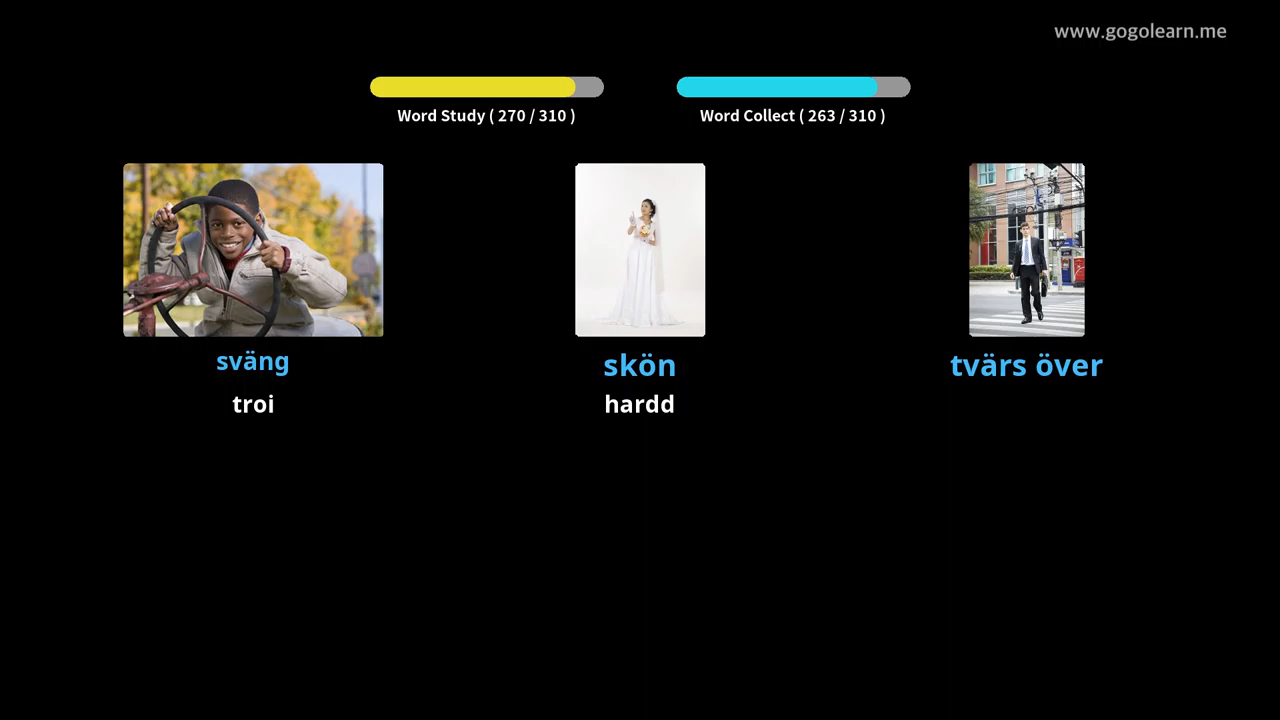 www.gogolearn.me
Word Study ( 270 / 310 )
Word Collect ( 263 / 310 )
sväng
skön
tvärs över
troi
hardd